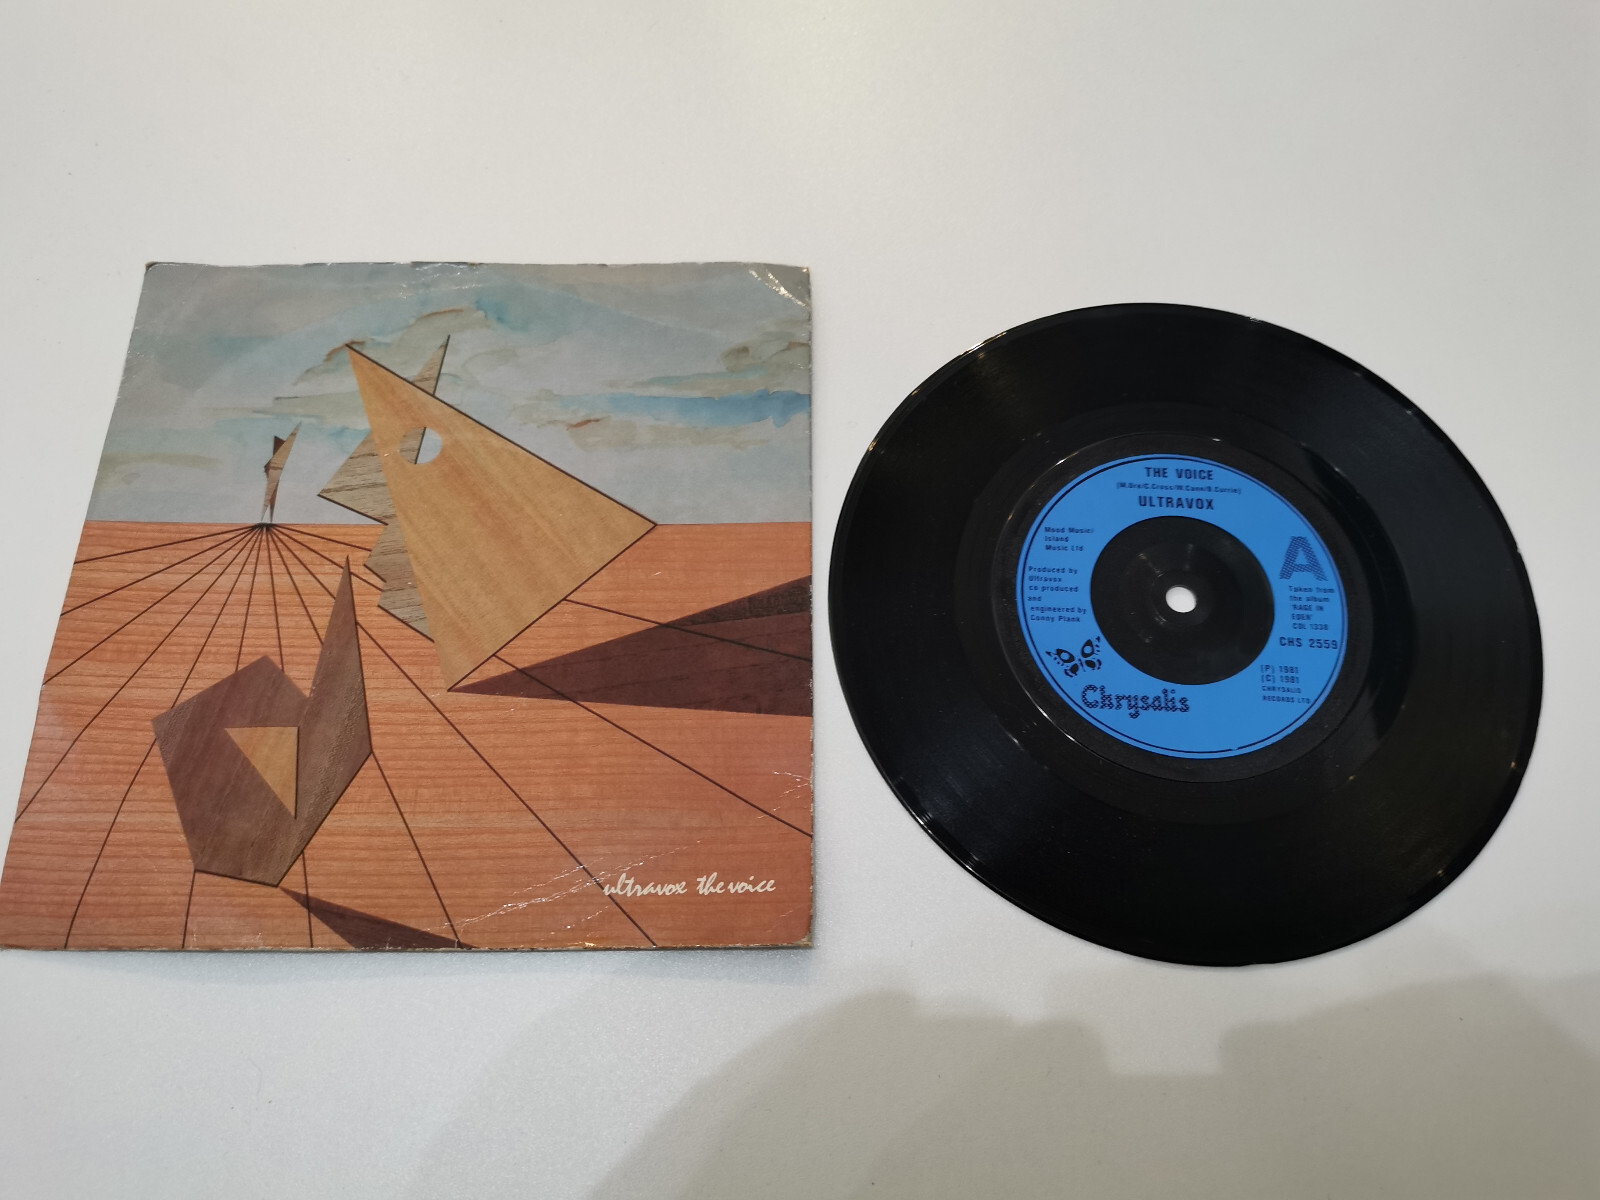 ultravox the voice
THE VOICE
(M.Ure/C.Cross/W.Cann/B.Currie)
ULTRAVOX
Mood Music/
Island
Music Ltd
Produced by
Ultravox
co produced
and
engineered by
Conny Plank
A
Taken from
the album
'RAGE IN
EDEN'
CDL 1338
CHS 2559
(P) 1981
(C) 1981
CHRYSALIS
RECORDS LTD
Chrysalis